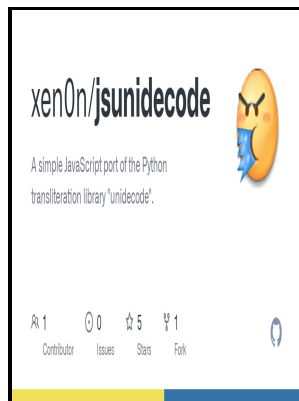 xen0n/jsunidecode
A simple JavaScript port of the Python
transliteration library "unidecode".
1 0 5 1
Contributor Issues Stars Fork